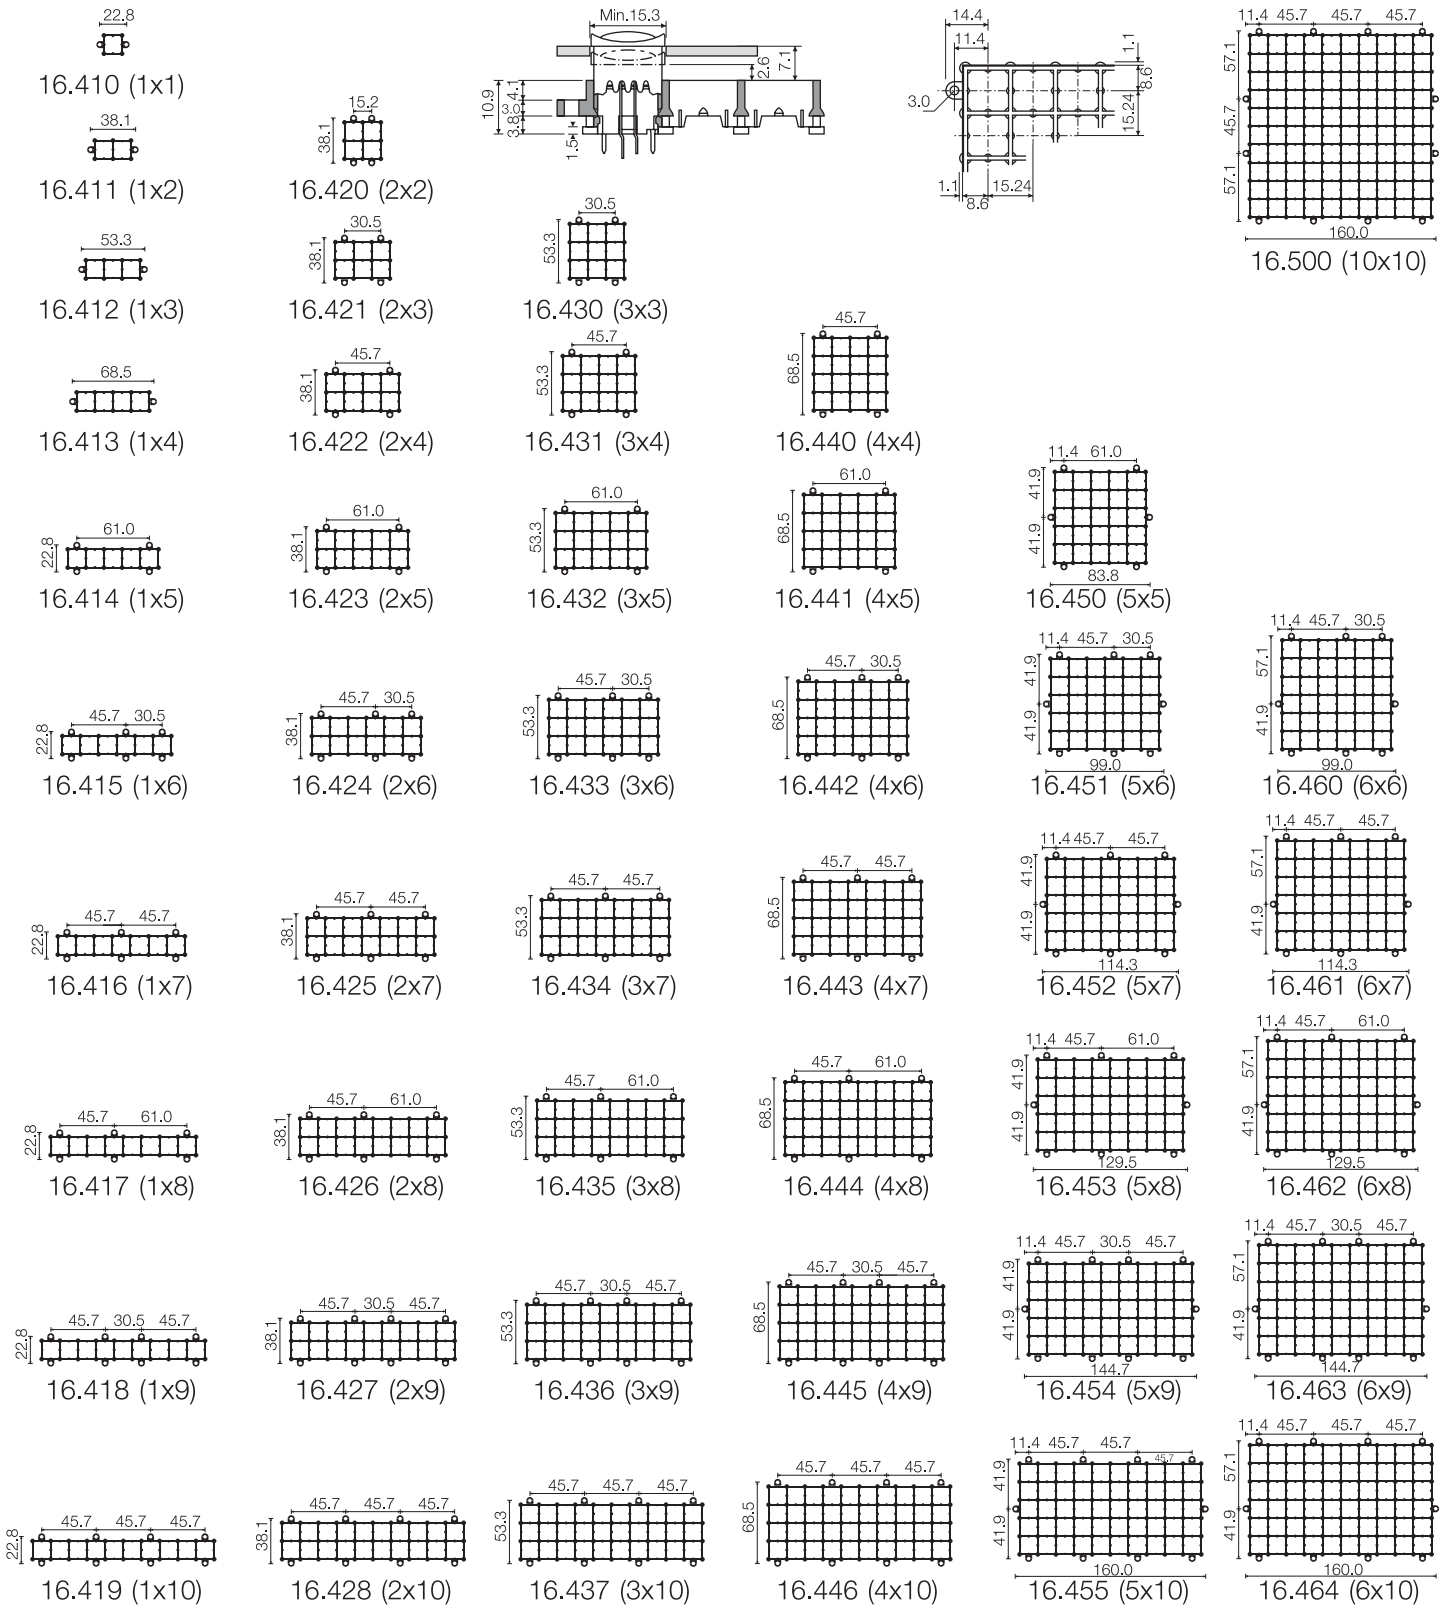 22.8
16.410 (1x1)
Min.15.3
2.6
7.1
10.9
4.1
3.0
3.8
1.5
14.4
11.4
3.0
1.1
8.6
15.24
1.1
8.6
15.24
11.4 45.7 45.7 45.7
57.1
45.7
57.1
160.0
16.500 (10x10)
38.1
16.411 (1x2)
15.2
38.1
16.420 (2x2)
53.3
16.412 (1x3)
30.5
38.1
16.421 (2x3)
30.5
53.3
16.430 (3x3)
68.5
16.413 (1x4)
45.7
38.1
16.422 (2x4)
45.7
53.3
16.431 (3x4)
45.7
68.5
16.440 (4x4)
61.0
22.8
16.414 (1x5)
61.0
38.1
16.423 (2x5)
61.0
53.3
16.432 (3x5)
61.0
68.5
16.441 (4x5)
11.4 61.0
41.9
41.9
83.8
16.450 (5x5)
45.7 30.5
22.8
16.415 (1x6)
45.7 30.5
38.1
16.424 (2x6)
45.7 30.5
53.3
16.433 (3x6)
45.7 30.5
68.5
16.442 (4x6)
11.4 45.7 30.5
41.9
41.9
99.0
16.451 (5x6)
11.4 45.7 30.5
57.1
41.9
99.0
16.460 (6x6)
45.7 45.7
22.8
16.416 (1x7)
45.7 45.7
38.1
16.425 (2x7)
45.7 45.7
53.3
16.434 (3x7)
45.7 45.7
68.5
16.443 (4x7)
11.4 45.7 45.7
41.9
41.9
114.3
16.452 (5x7)
11.4 45.7 45.7
57.1
41.9
114.3
16.461 (6x7)
45.7 61.0
22.8
16.417 (1x8)
45.7 61.0
38.1
16.426 (2x8)
45.7 61.0
53.3
16.435 (3x8)
45.7 61.0
68.5
16.444 (4x8)
11.4 45.7 61.0
41.9
41.9
129.5
16.453 (5x8)
11.4 45.7 61.0
57.1
41.9
129.5
16.462 (6x8)
45.7 30.5 45.7
22.8
16.418 (1x9)
45.7 30.5 45.7
38.1
16.427 (2x9)
45.7 30.5 45.7
53.3
16.436 (3x9)
45.7 30.5 45.7
68.5
16.445 (4x9)
11.4 45.7 30.5 45.7
41.9
41.9
144.7
16.454 (5x9)
11.4 45.7 30.5 45.7
57.1
41.9
144.7
16.463 (6x9)
45.7 45.7 45.7
22.8
16.419 (1x10)
45.7 45.7 45.7
38.1
16.428 (2x10)
45.7 45.7 45.7
53.3
16.437 (3x10)
45.7 45.7 45.7
68.5
16.446 (4x10)
11.4 45.7 45.7 45.7
41.9
41.9
160.0
16.455 (5x10)
11.4 45.7 45.7 45.7
57.1
41.9
160.0
16.464 (6x10)